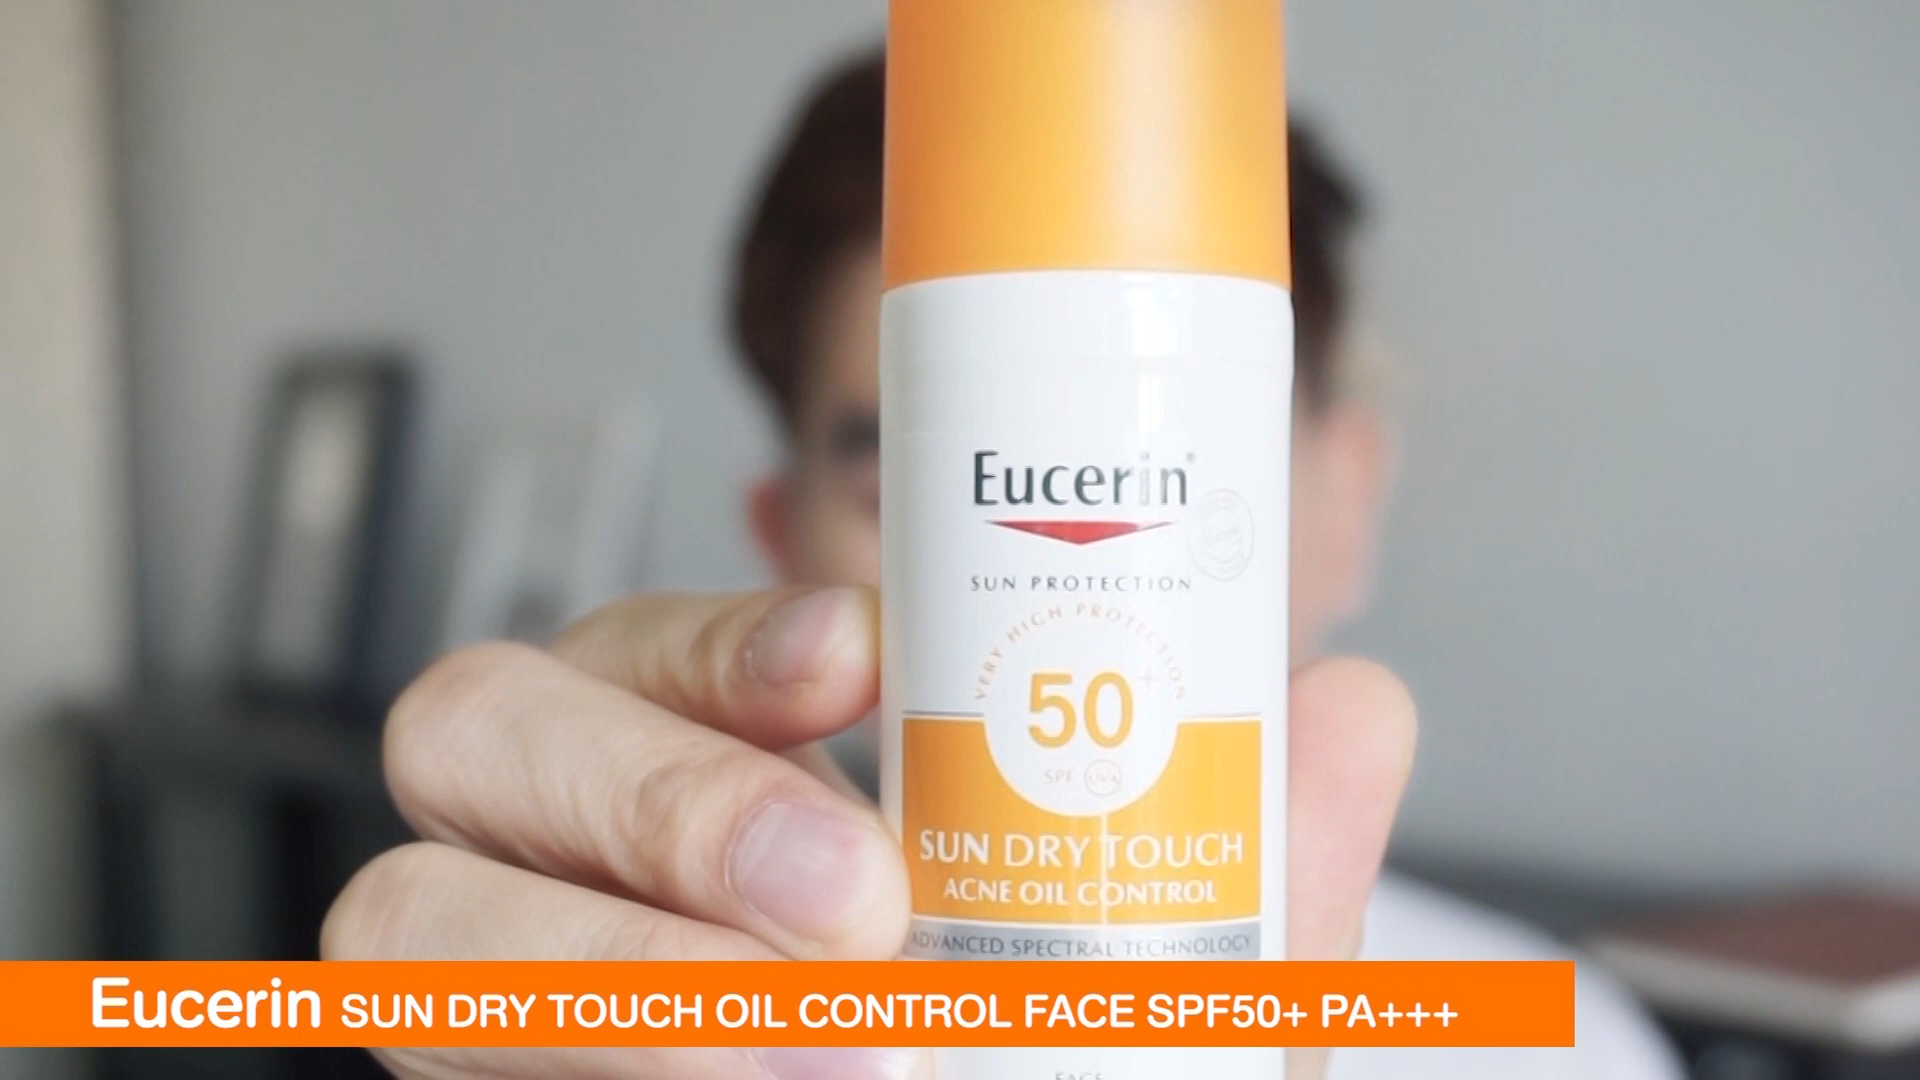 Eucerin®
SUN PROTECTION
VERY HIGH PROTECTION
50+
SPF UVA
SUN DRY TOUCH
ACNE OIL CONTROL
ADVANCED SPECTRAL TECHNOLOGY
Eucerin SUN DRY TOUCH OIL CONTROL FACE SPF50+ PA+++
FACE